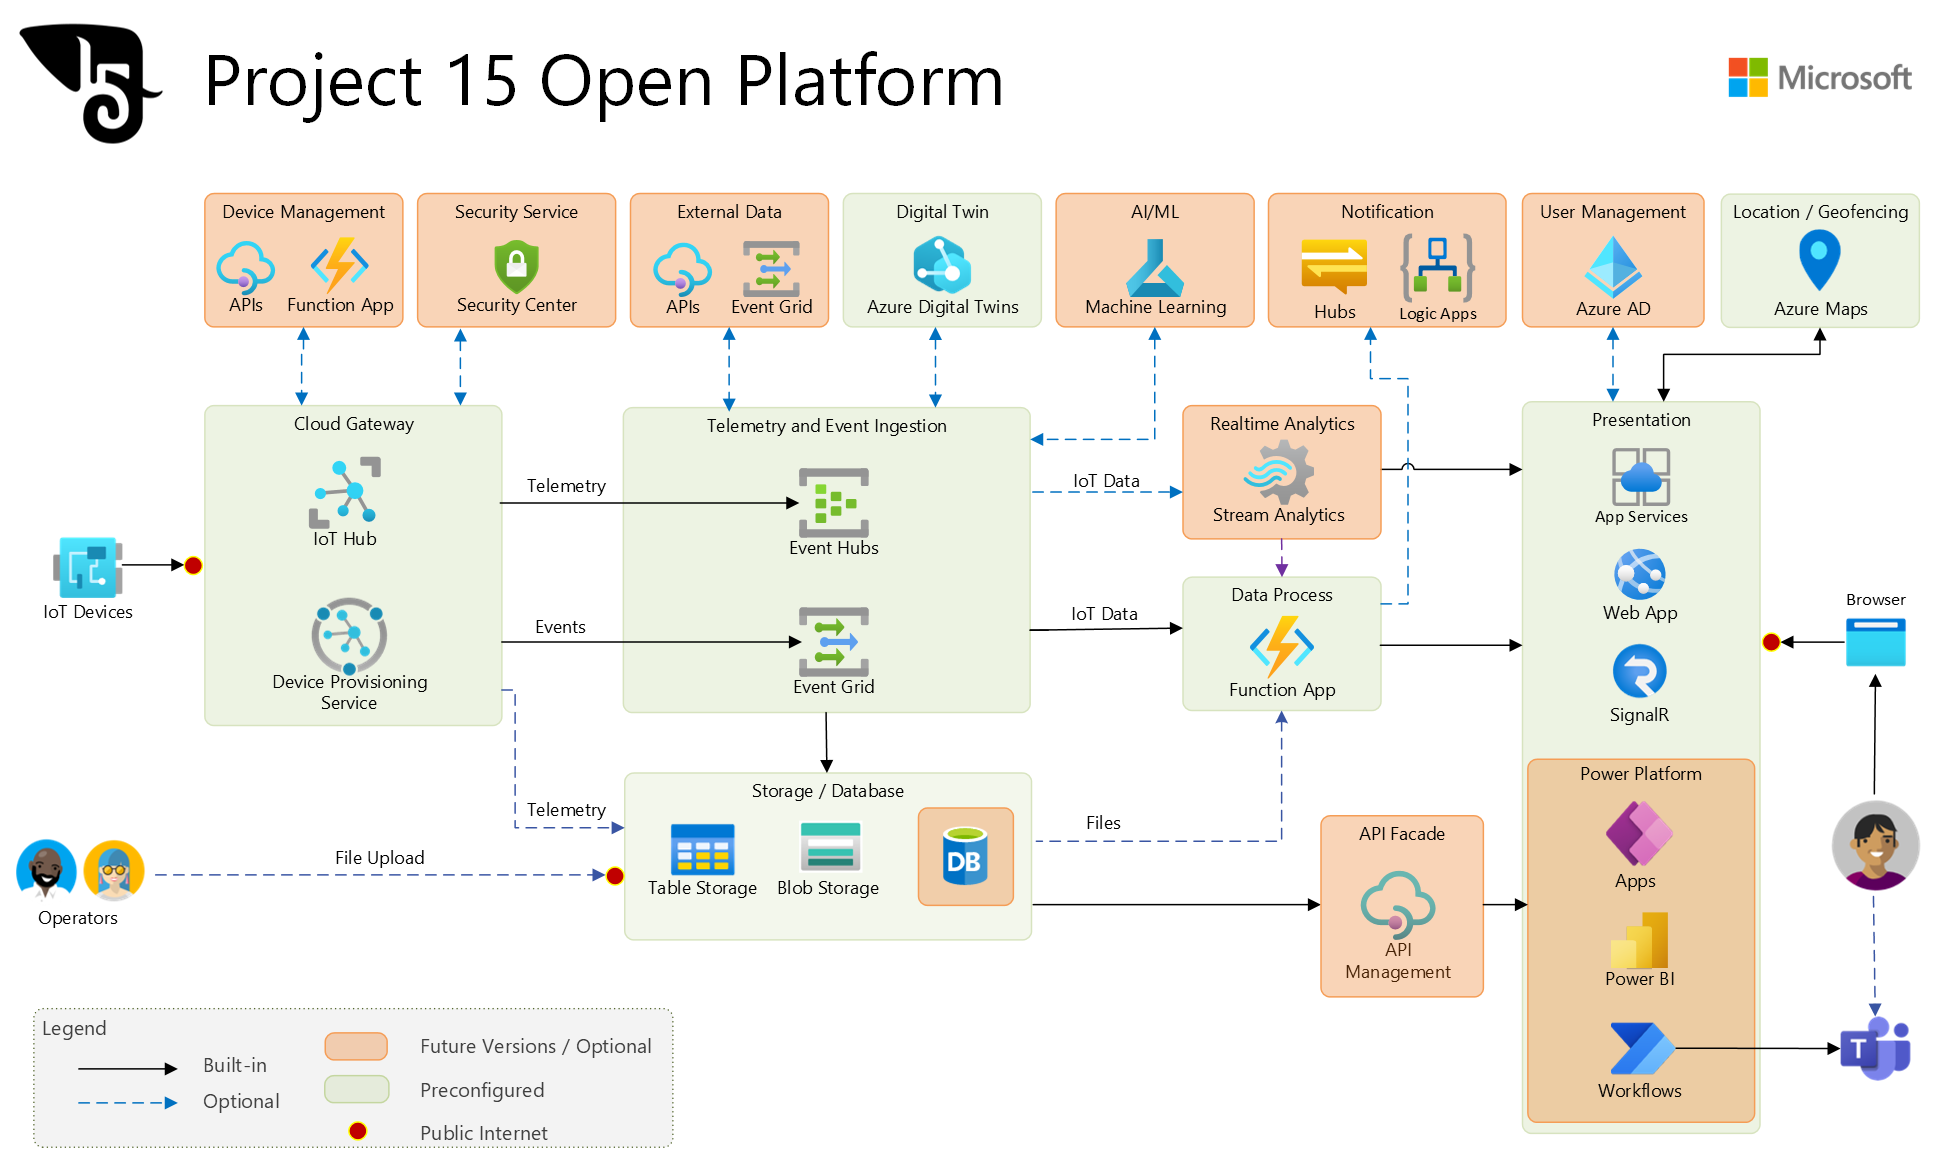 15
Project 15 Open Platform
Microsoft
Device Management
APIs
Function App
Security Service
Security Center
External Data
APIs
Event Grid
Digital Twin
Azure Digital Twins
AI/ML
Machine Learning
Notification
Hubs
Logic Apps
User Management
Azure AD
Location / Geofencing
Azure Maps
Cloud Gateway
IoT Hub
Device Provisioning
Service
IoT Devices
Telemetry
Events
Telemetry
Telemetry and Event Ingestion
Event Hubs
Event Grid
IoT Data
IoT Data
Realtime Analytics
Stream Analytics
Data Process
Function App
Presentation
App Services
Web App
SignalR
Browser
Operators
File Upload
Storage / Database
Table Storage
Blob Storage
DB
Files
API Facade
API
Management
Power Platform
Apps
Power BI
Workflows
T
Legend
Built-in
Optional
Future Versions / Optional
Preconfigured
Public Internet